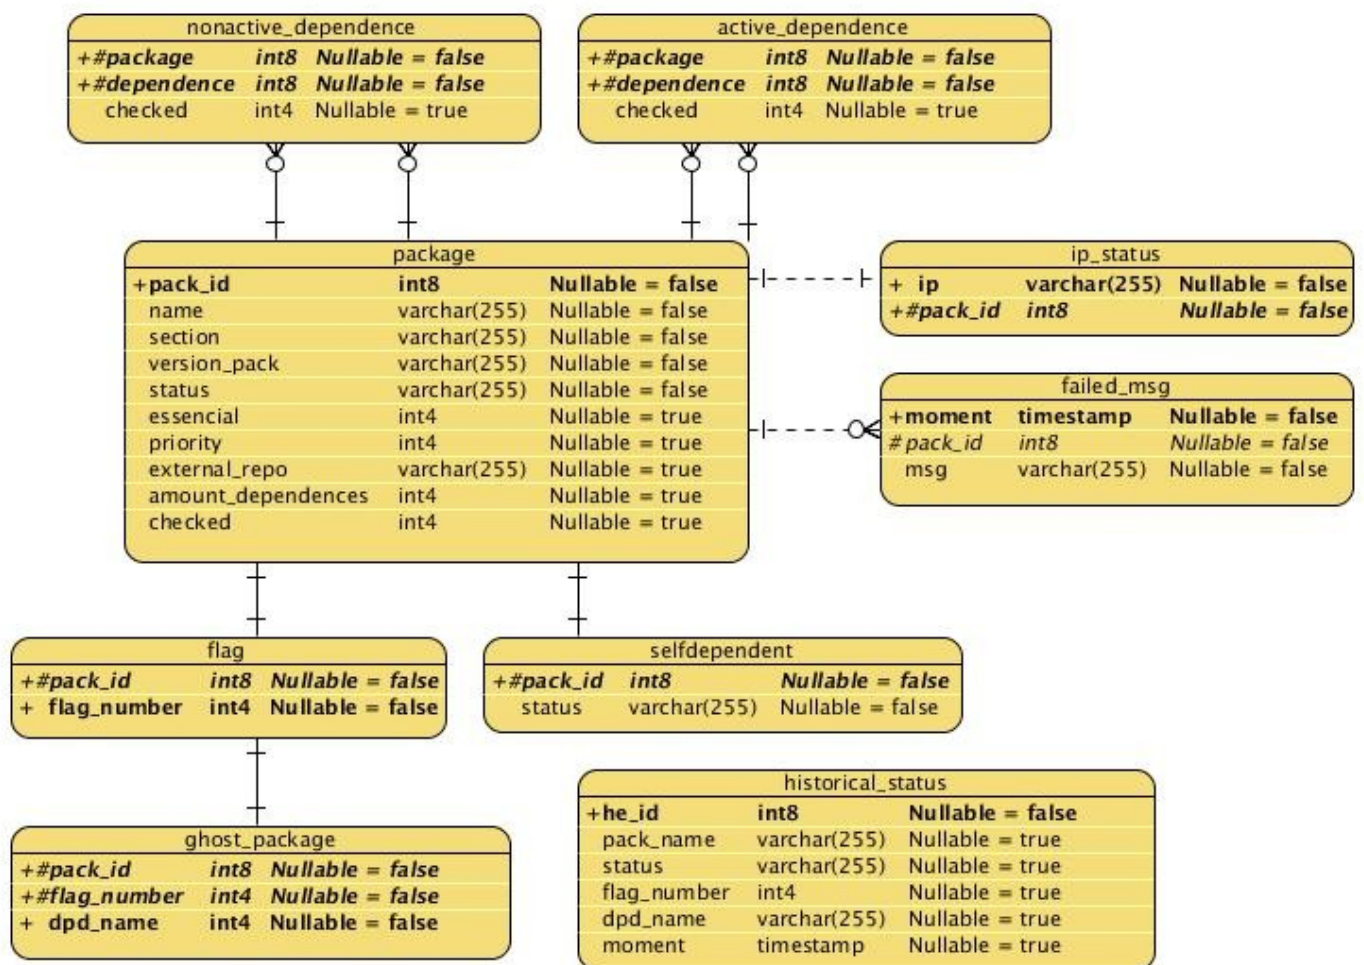 nonactive_dependence
+#package int8 Nullable = false
+#dependence int8 Nullable = false
checked int4 Nullable = true
active_dependence
+#package int8 Nullable = false
+#dependence int8 Nullable = false
checked int4 Nullable = true
package
+pack_id int8 Nullable = false
name varchar(255) Nullable = false
section varchar(255) Nullable = false
version_pack varchar(255) Nullable = false
status varchar(255) Nullable = false
essencial int4 Nullable = true
priority int4 Nullable = true
external_repo varchar(255) Nullable = true
amount_dependences int4 Nullable = true
checked int4 Nullable = true
ip_status
+ ip varchar(255) Nullable = false
+#pack_id int8 Nullable = false
failed_msg
+moment timestamp Nullable = false
#pack_id int8 Nullable = false
msg varchar(255) Nullable = false
flag
+#pack_id int8 Nullable = false
+ flag_number int4 Nullable = false
selfdependent
+#pack_id int8 Nullable = false
status varchar(255) Nullable = false
ghost_package
+#pack_id int8 Nullable = false
+#flag_number int4 Nullable = false
+ dpd_name int4 Nullable = false
historical_status
+he_id int8 Nullable = false
pack_name varchar(255) Nullable = true
status varchar(255) Nullable = true
flag_number int4 Nullable = true
dpd_name varchar(255) Nullable = true
moment timestamp Nullable = true